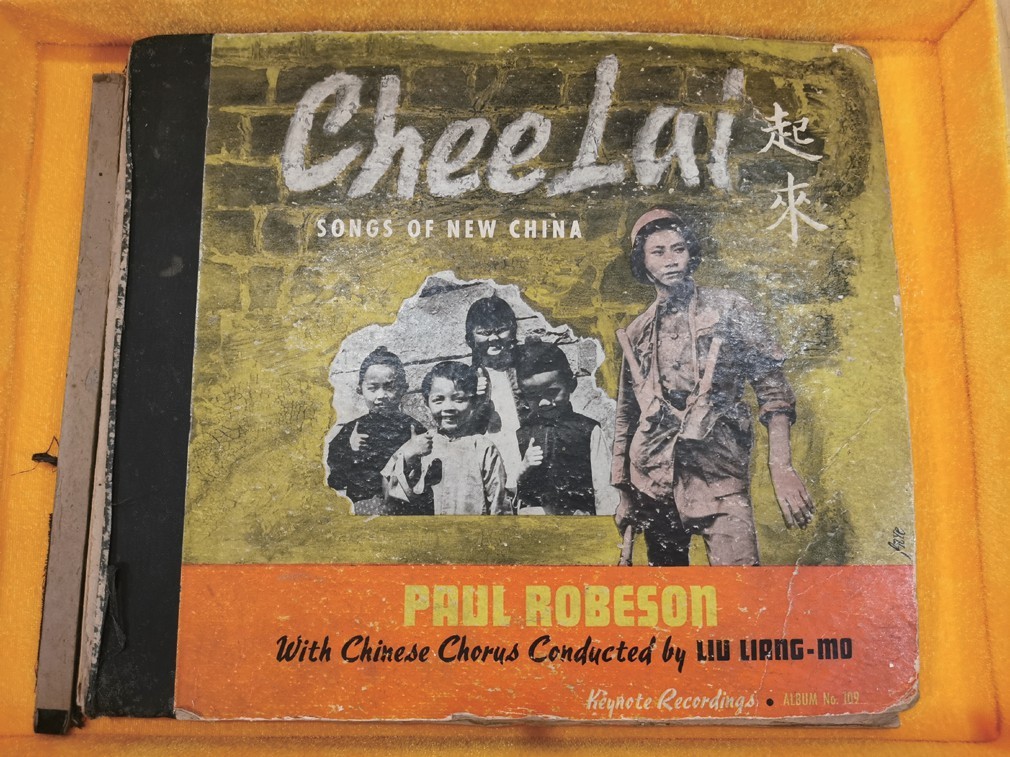 Chee Lai
起來
SONGS OF NEW CHINA
PAUL ROBESON
With Chinese Chorus Conducted by LIU LIANG-MO
Keynote Recordings • ALBUM No. 109